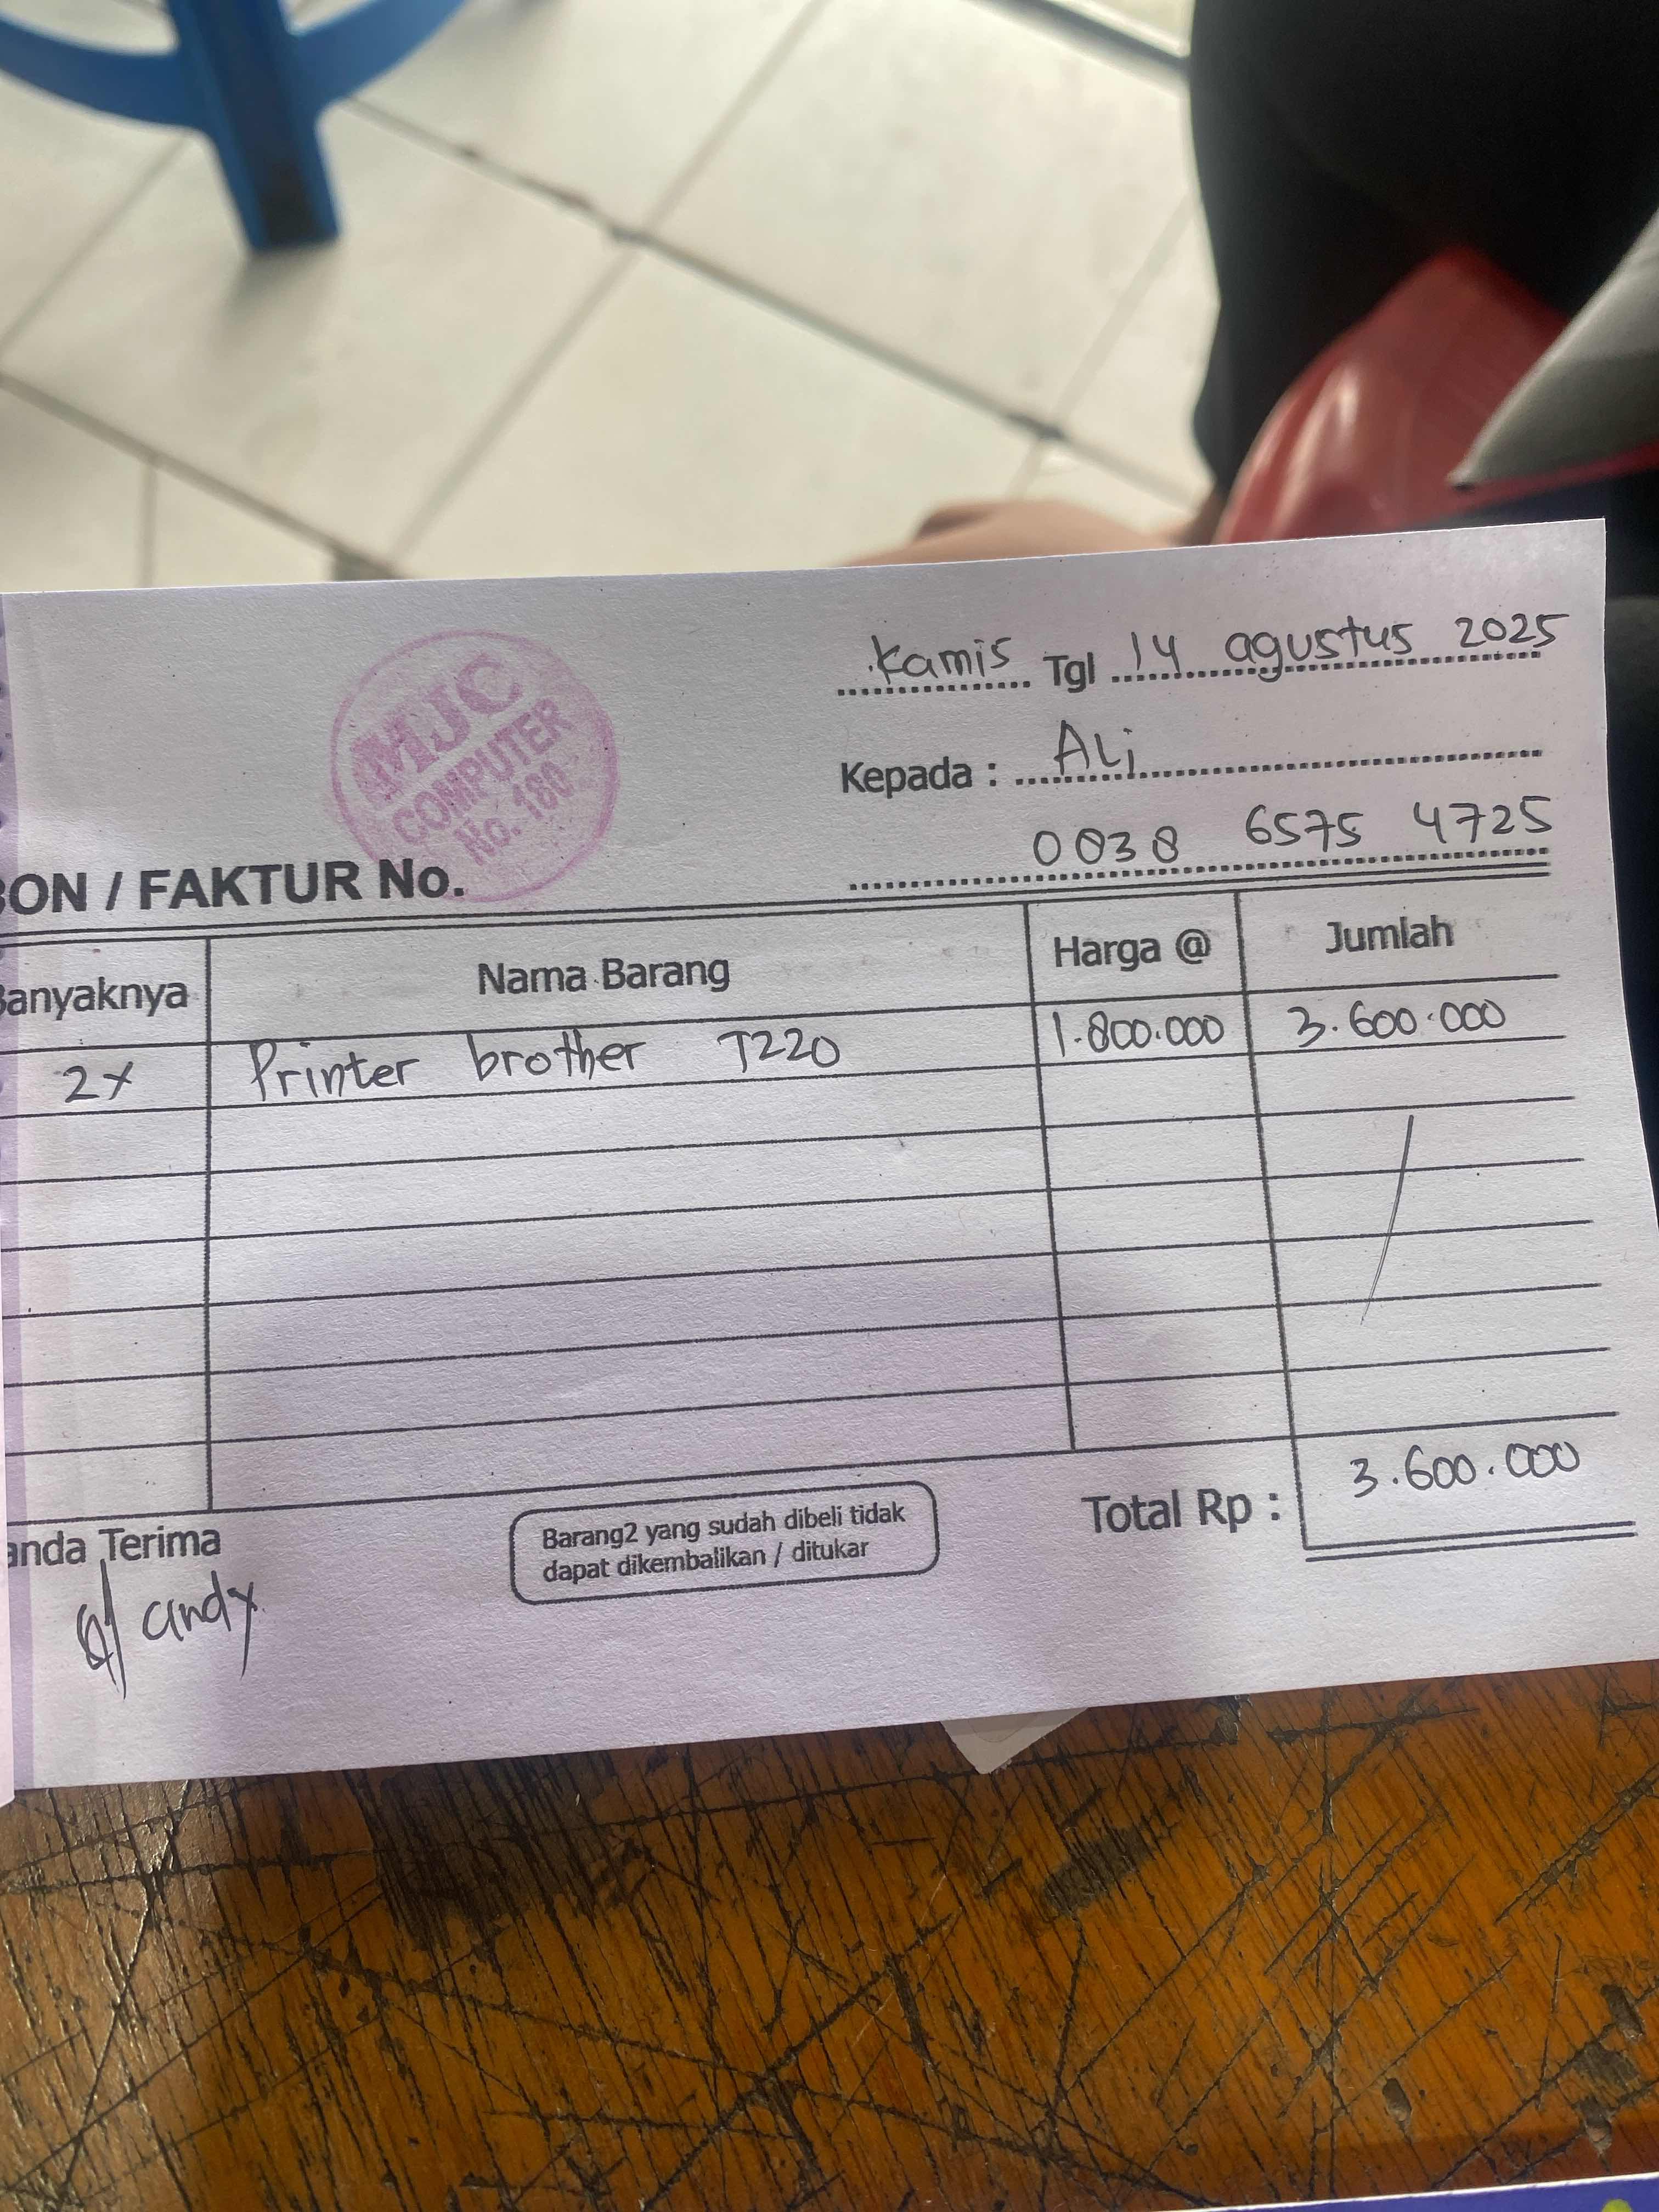 MJC
COMPUTER
No. 180
Kamis Tgl 14 agustus 2025
Kepada : ALi
0838 6575 4725
BON / FAKTUR No.
Banyaknya Nama Barang Harga @ Jumlah
2x Printer brother T220 1.800.000 3.600.000
Total Rp : 3.600.000
anda Terima
Barang2 yang sudah dibeli tidak
dapat dikembalikan / ditukar
andy